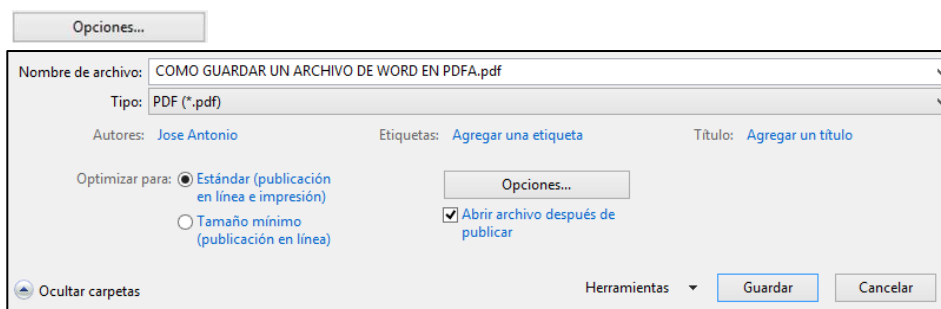 Opciones...
Nombre de archivo: COMO GUARDAR UN ARCHIVO DE WORD EN PDFA.pdf
Tipo: PDF (*.pdf)
Autores: Jose Antonio Etiquetas: Agregar una etiqueta Título: Agregar un título
Optimizar para: Estándar (publicación
en línea e impresión)
Tamaño mínimo
(publicación en línea)
Opciones...
Abrir archivo después de
publicar
Ocultar carpetas Herramientas Guardar Cancelar